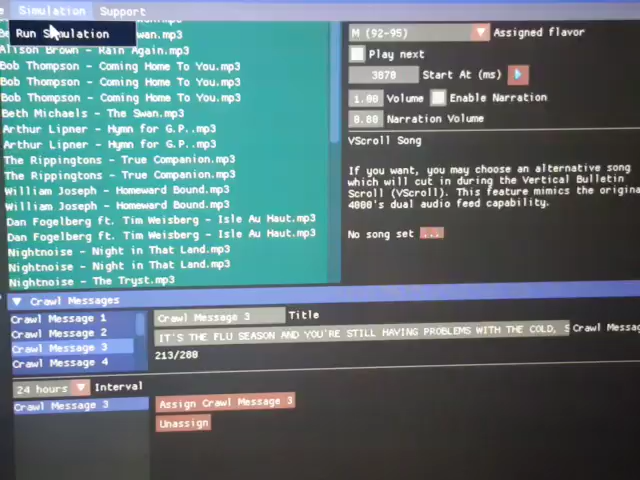 Simulation Support
Run Simulation
wan.mp3
Alison Brown - Rain Again.mp3
Bob Thompson - Coming Home To You.mp3
Bob Thompson - Coming Home To You.mp3
Bob Thompson - Coming Home To You.mp3
Beth Michaels - The Swan.mp3
Arthur Lipner - Hymn for G.P..mp3
Arthur Lipner - Hymn for G.P..mp3
The Rippingtons - True Companion.mp3
The Rippingtons - True Companion.mp3
William Joseph - Homeward Bound.mp3
William Joseph - Homeward Bound.mp3
Dan Fogelberg ft. Tim Weisberg - Isle Au Haut.mp3
Dan Fogelberg ft. Tim Weisberg - Isle Au Haut.mp3
Nightnoise - Night in That Land.mp3
Nightnoise - Night in That Land.mp3
Nightnoise - The Tryst.mp3
M (92-95) Assigned flavor
Play next
3070 Start At (ms)
1.00 Volume Enable Narration
0.00 Narration Volume
VScroll Song
If you want, you may choose an alternative song
which will cut in during the Vertical Bulletin
Scroll (VScroll). This feature mimics the origina
4000's dual audio feed capability.
No song set ...
Crawl Messages
Crawl Message 1
Crawl Message 2
Crawl Message 3
Crawl Message 4
Crawl Message 3 Title
IT'S THE FLU SEASON AND YOU'RE STILL HAVING PROBLEMS WITH THE COLD, S Crawl Messag
213/280
24 hours Interval
Crawl Message 3
Assign Crawl Message 3
Unassign